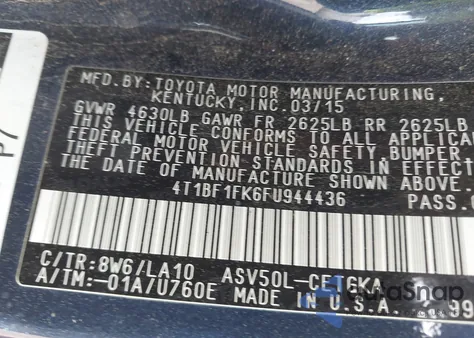 MFD.BY:TOYOTA MOTOR MANUFACTURING,
KENTUCKY, INC. 03/15
GVWR 4630LB GAWR FR 2625LB RR 2625LB
THIS VEHICLE CONFORMS TO ALL APPLICA
FEDERAL MOTOR VEHICLE SAFETY, BUMPER,
THEFT PREVENTION STANDARDS IN EFFECT
DATE OF MANUFACTURE SHOWN ABOVE
4T1BF1FK6FU944436 PASS.
C/TR:8W6/LA10 ASV50L-CETGKA
A/TM:-01A/U760E MADE IN U.S.A.
AutoSnap